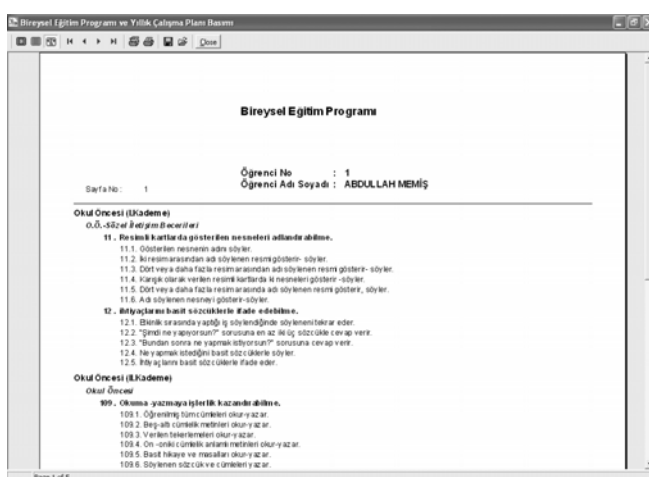 Bireysel Eğitim Programı ve Yıllık Çalışma Planı Basımı
Close
Bireysel Eğitim Programı
Öğrenci No : 1
Sayfa No : 1
Öğrenci Adı Soyadı : ABDULLAH MEMİŞ
Okul Öncesi (I.Kademe)
O.Ö.-Sözel İletişim Becerileri
11 . Resimli kartlarda gösterilen nesneleri adlandırabilme.
11.1. Gösterilen nesnenin adını söyler.
11.2. İki resim arasından adı söylenen resmi gösterir- söyler.
11.3. Dört veya daha fazla resim arasından adı söylenen resmi gösterir- söyler.
11.4. Karışık olarak verilen resimli kartlarda ki nesneleri gösterir -söyler.
11.5. Dört veya daha fazla resim arasından adı söylenen resmi gösterir, söyler.
11.6. Adı söylenen nesneyi gösterir-söyler.
12 . İhtiyaçlarını basit sözcüklerle ifade edebilme.
12.1. Etkinlik sırasında yaptığı iş söylendiğinde söyleneni tekrar eder.
12.2. "Şimdi ne yapıyorsun?" sorusuna en az iki üç sözcükle cevap verir.
12.3. "Bundan sonra ne yapmak istiyorsun?" sorusuna cevap verir.
12.4. Ne yapmak istediğini basit sözcüklerle söyler.
12.5. İhtiyaçlarını basit sözcüklerle ifade eder.
Okul Öncesi (II.Kademe)
Okul Öncesi
109 . Okuma -yazmaya işlerlik kazandırabilme.
109.1. Öğrenilmiş tüm cümleleri okur-yazar.
109.2. Beş-altı cümlelik metinleri okur-yazar.
109.3. Verilen tekerlemeleri okur-yazar.
109.4. On -oniki cümlelik anlamlı metinleri okur-yazar.
109.5. Basit hikaye ve masalları okur-yazar.
109.6. Söylenen sözcük ve cümleleri yazar.
Page 1 of 5